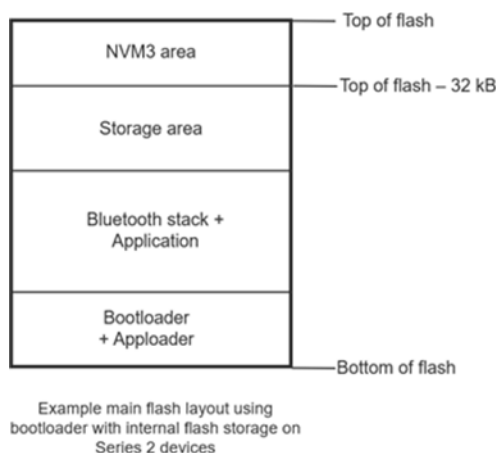 Top of flash
NVM3 area
Top of flash – 32 kB
Storage area
Bluetooth stack +
Application
Bootloader
+ Apploader
Bottom of flash
Example main flash layout using
bootloader with internal flash storage on
Series 2 devices